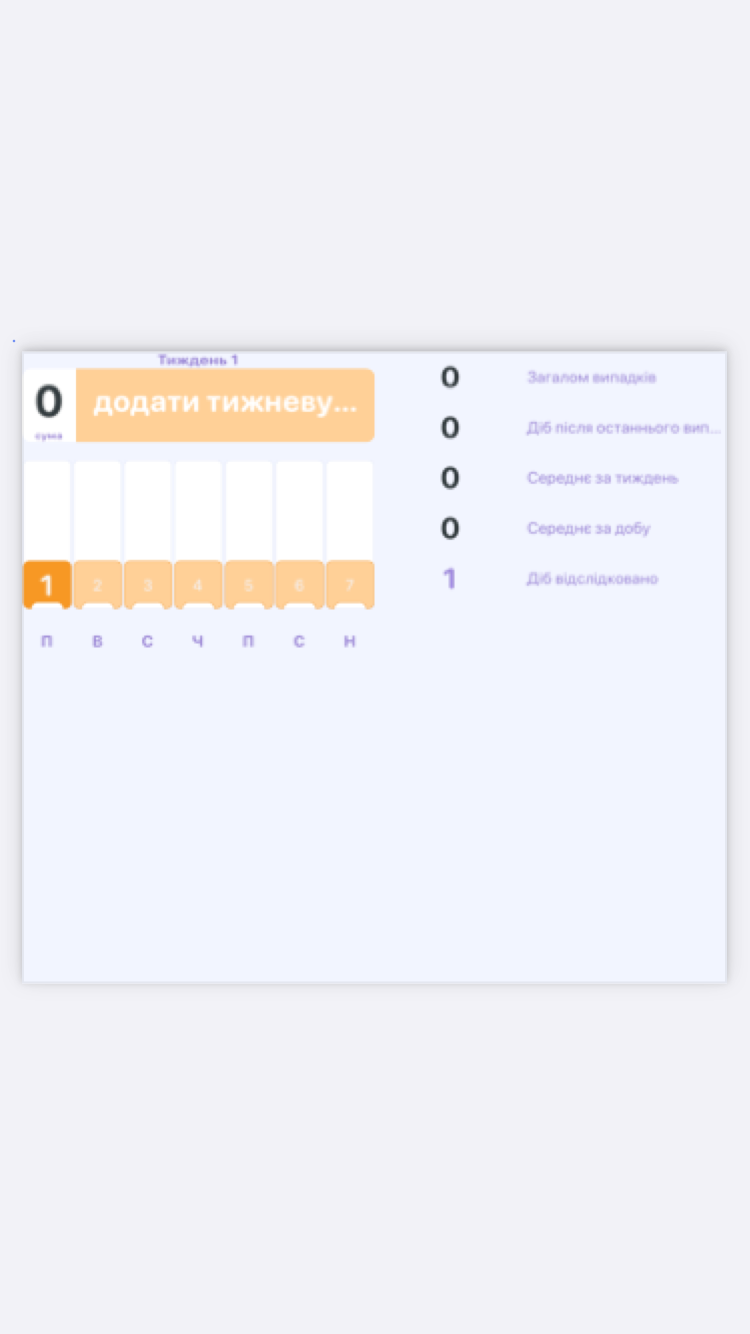 Тиждень 1
0
сума
додати тижневу...
1 2 3 4 5 6 7
П В С Ч П С Н
0 Загалом випадків
0 Діб після останнього вип...
0 Середнє за тиждень
0 Середнє за добу
1 Діб відслідковано